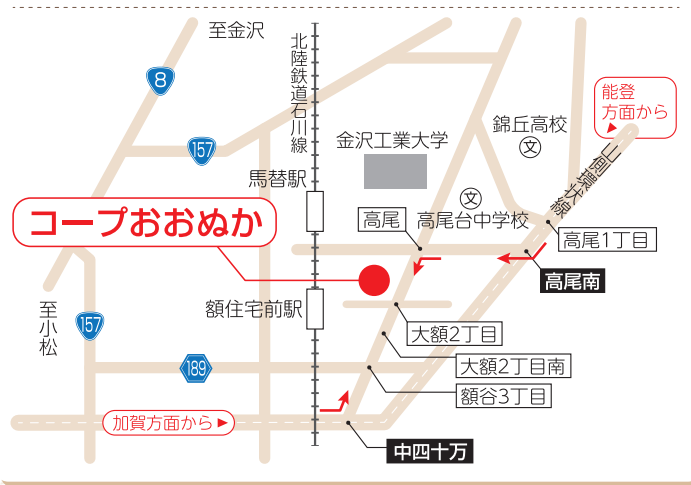 至金沢
北陸鉄道石川線
8
能登
方面から
錦丘高校
文
157
金沢工業大学
山側環状線
馬替駅
文
コープおおぬか
高尾
高尾台中学校
高尾1丁目
高尾南
額住宅前駅
至小松
157
大額2丁目
189
大額2丁目南
額谷3丁目
加賀方面から
中四十万